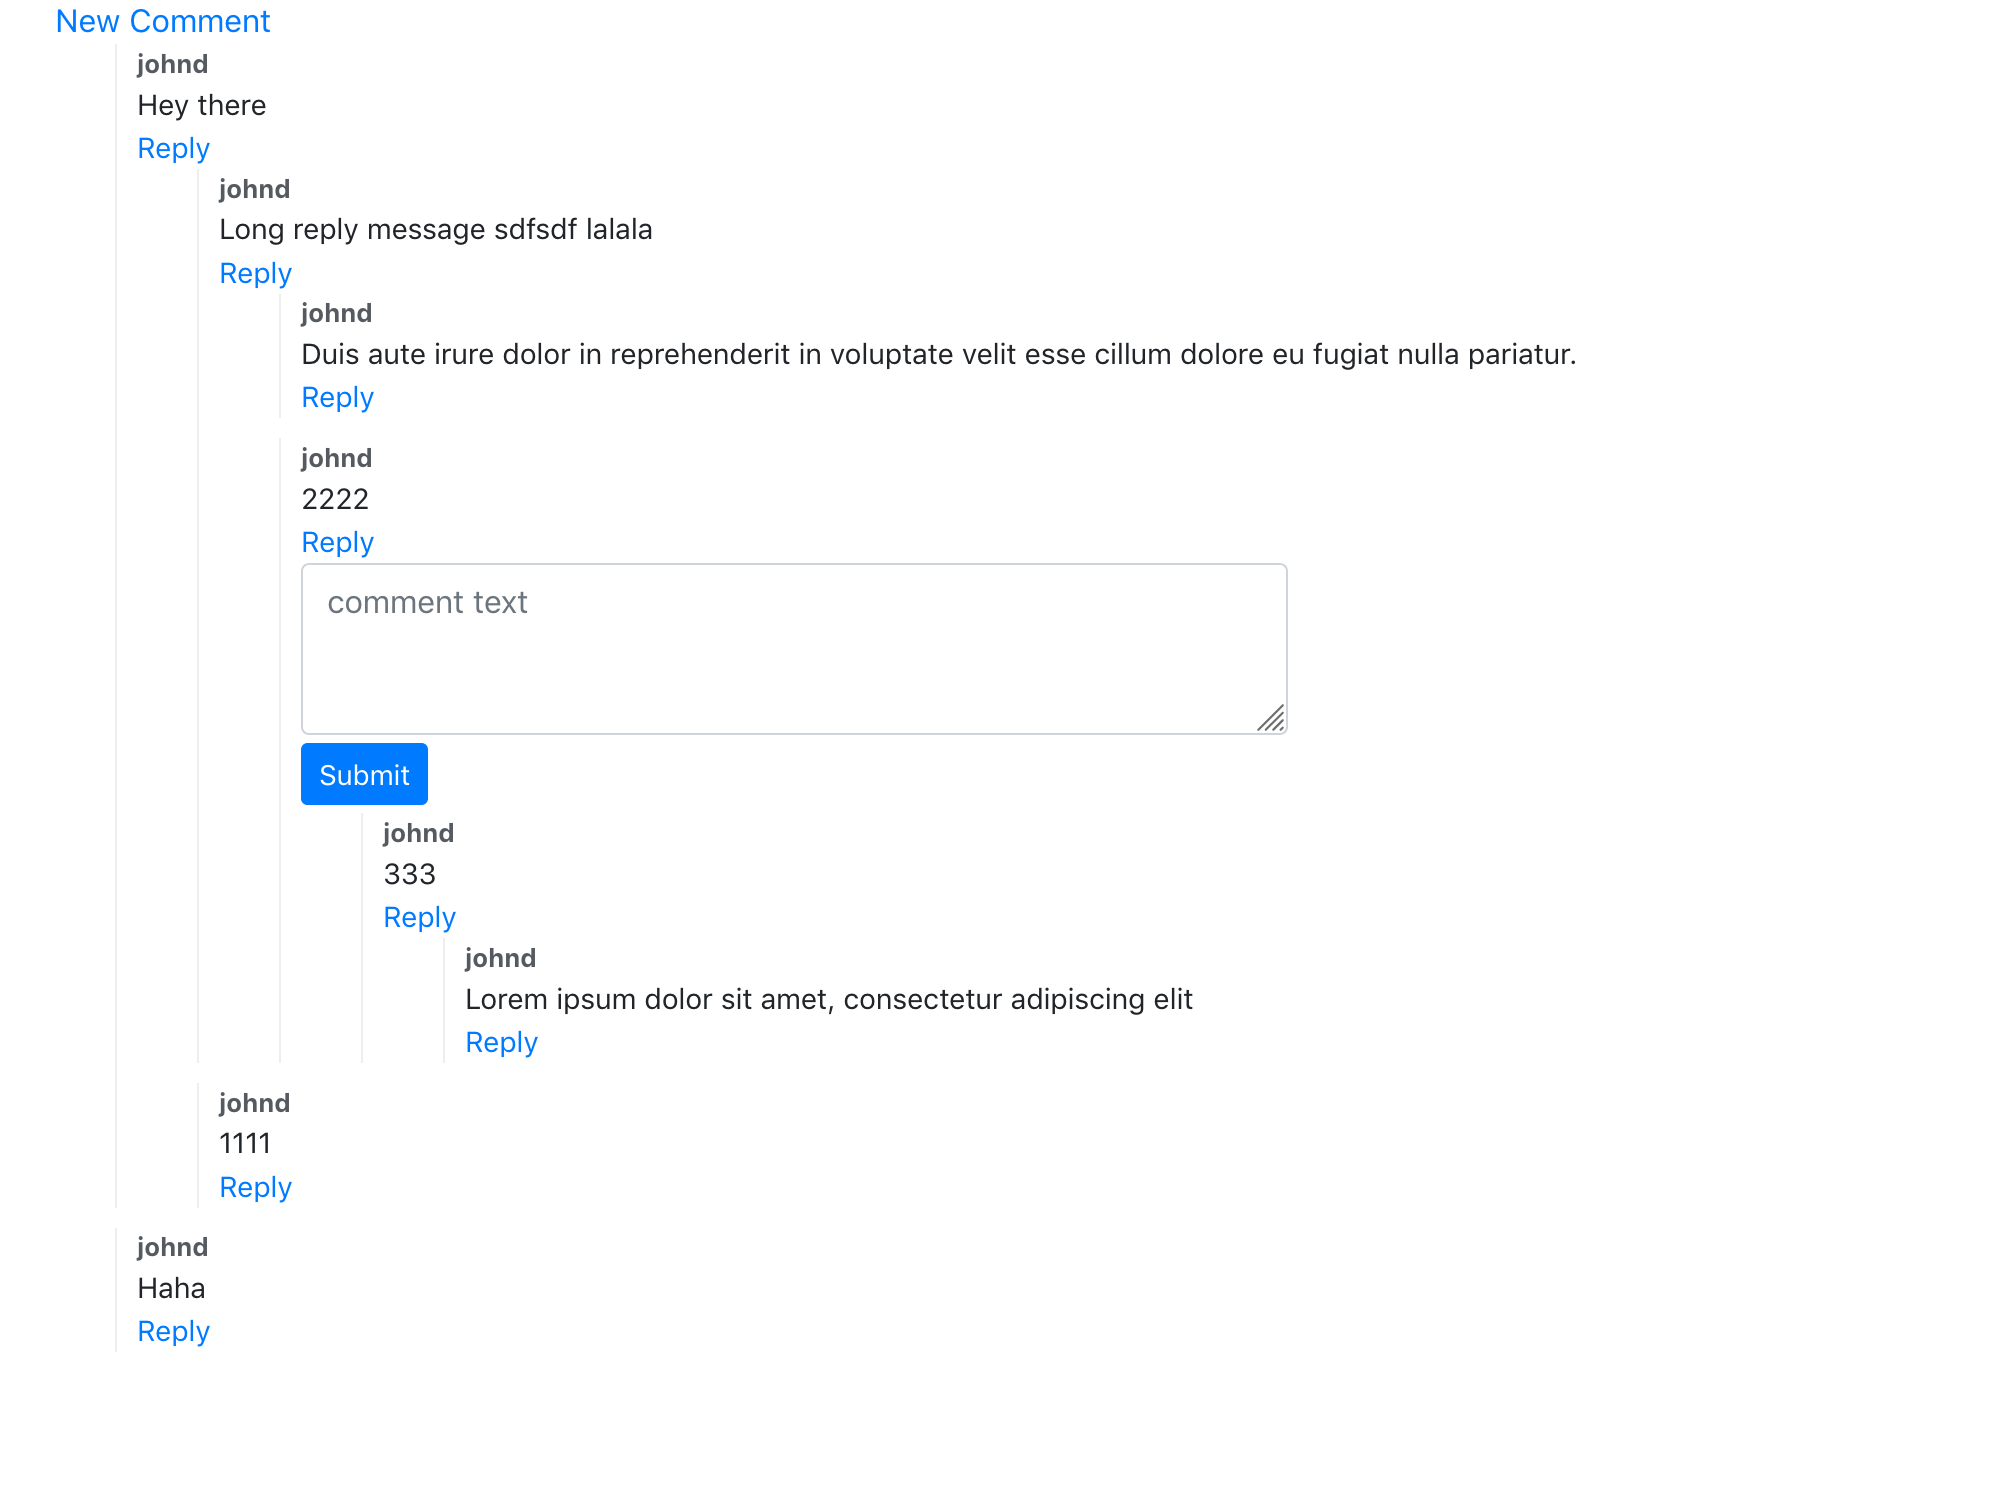 New Comment
johnd
Hey there
Reply
johnd
Long reply message sdfsdf lalala
Reply
johnd
Duis aute irure dolor in reprehenderit in voluptate velit esse cillum dolore eu fugiat nulla pariatur.
Reply
johnd
2222
Reply
comment text
Submit
johnd
333
Reply
johnd
Lorem ipsum dolor sit amet, consectetur adipiscing elit
Reply
johnd
1111
Reply
johnd
Haha
Reply